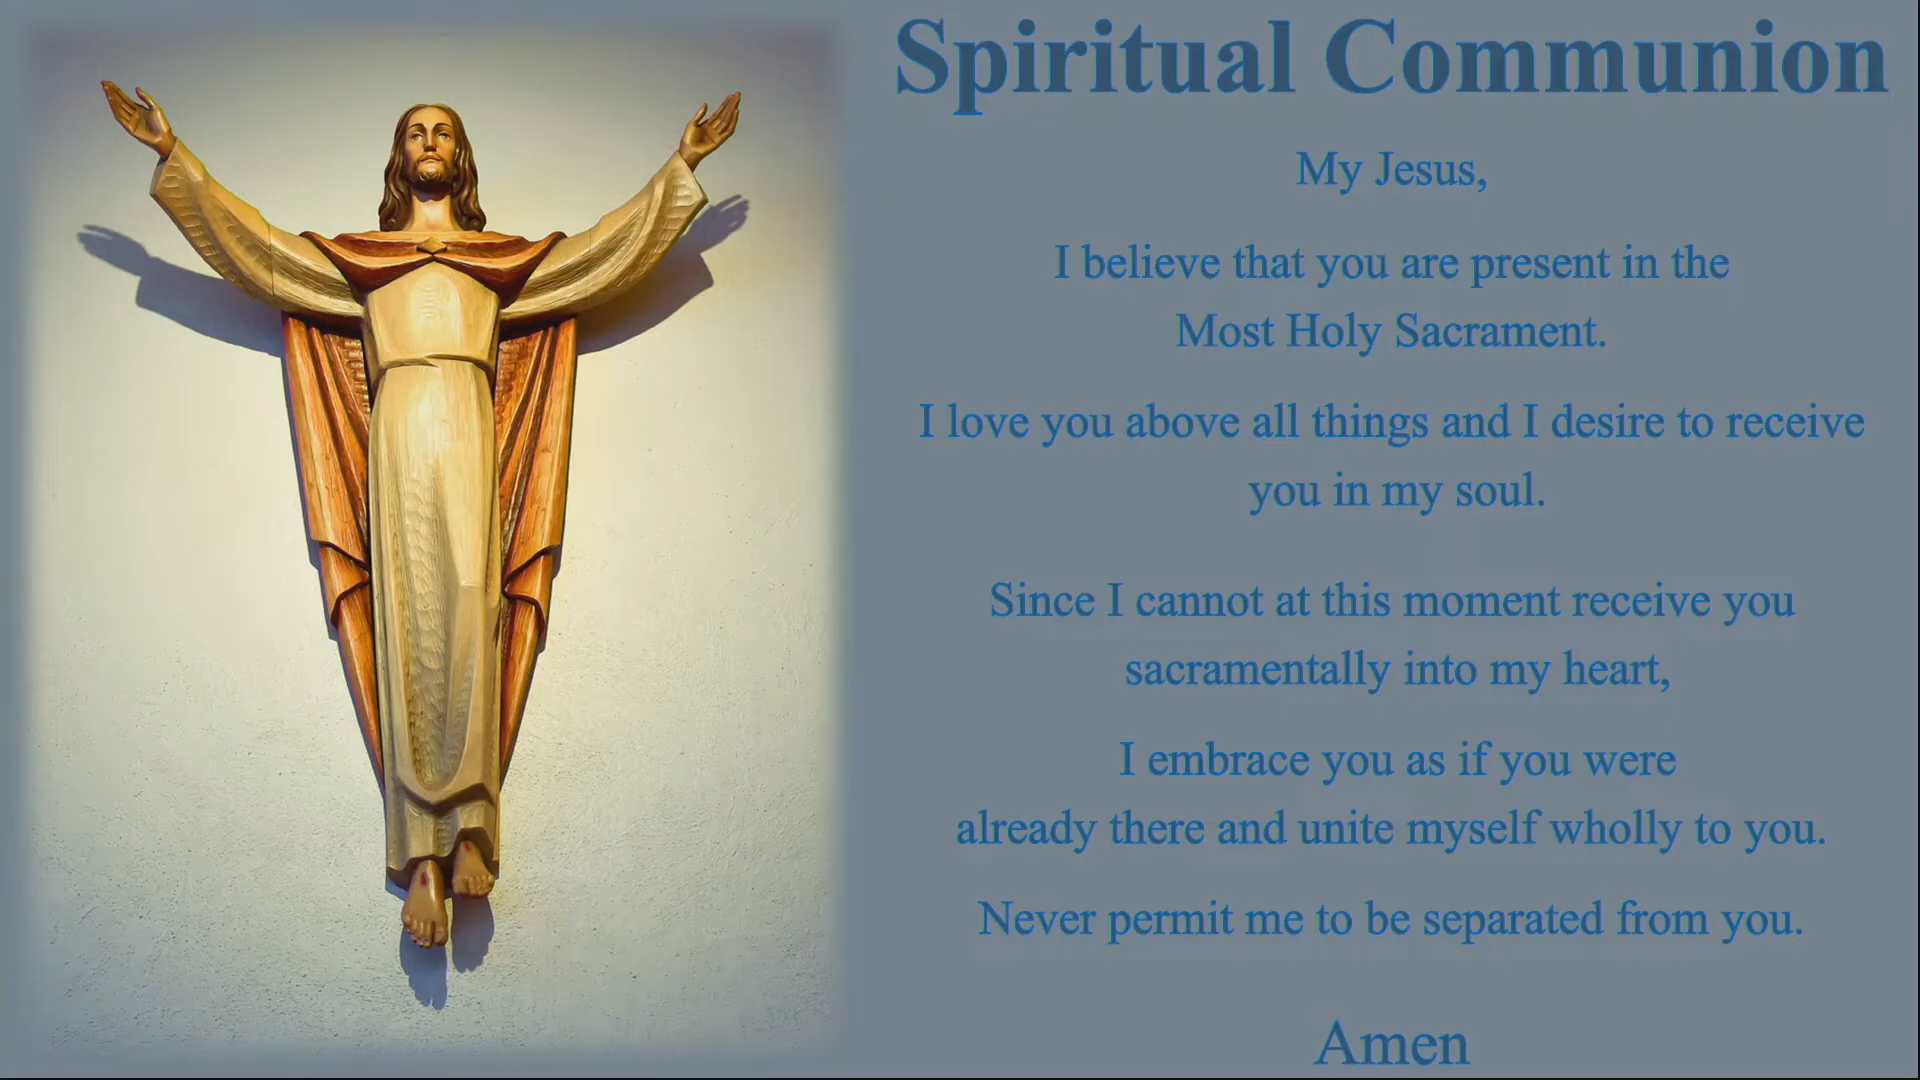 Spiritual Communion
My Jesus,
I believe that you are present in the
Most Holy Sacrament.
I love you above all things and I desire to receive
you in my soul.
Since I cannot at this moment receive you
sacramentally into my heart,
I embrace you as if you were
already there and unite myself wholly to you.
Never permit me to be separated from you.
Amen